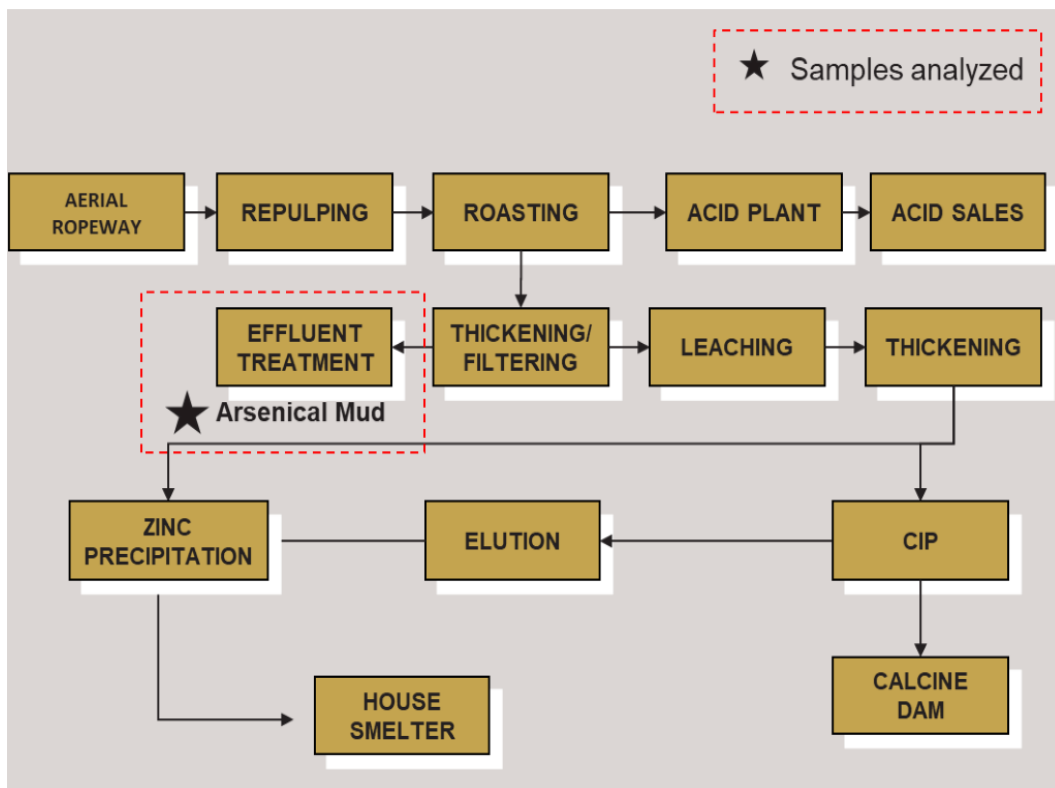 ★ Samples analyzed
AERIAL
ROPEWAY
REPULPING
ROASTING
ACID PLANT
ACID SALES
EFFLUENT
TREATMENT
THICKENING/
FILTERING
LEACHING
THICKENING
★ Arsenical Mud
ZINC
PRECIPITATION
ELUTION
CIP
HOUSE
SMELTER
CALCINE
DAM